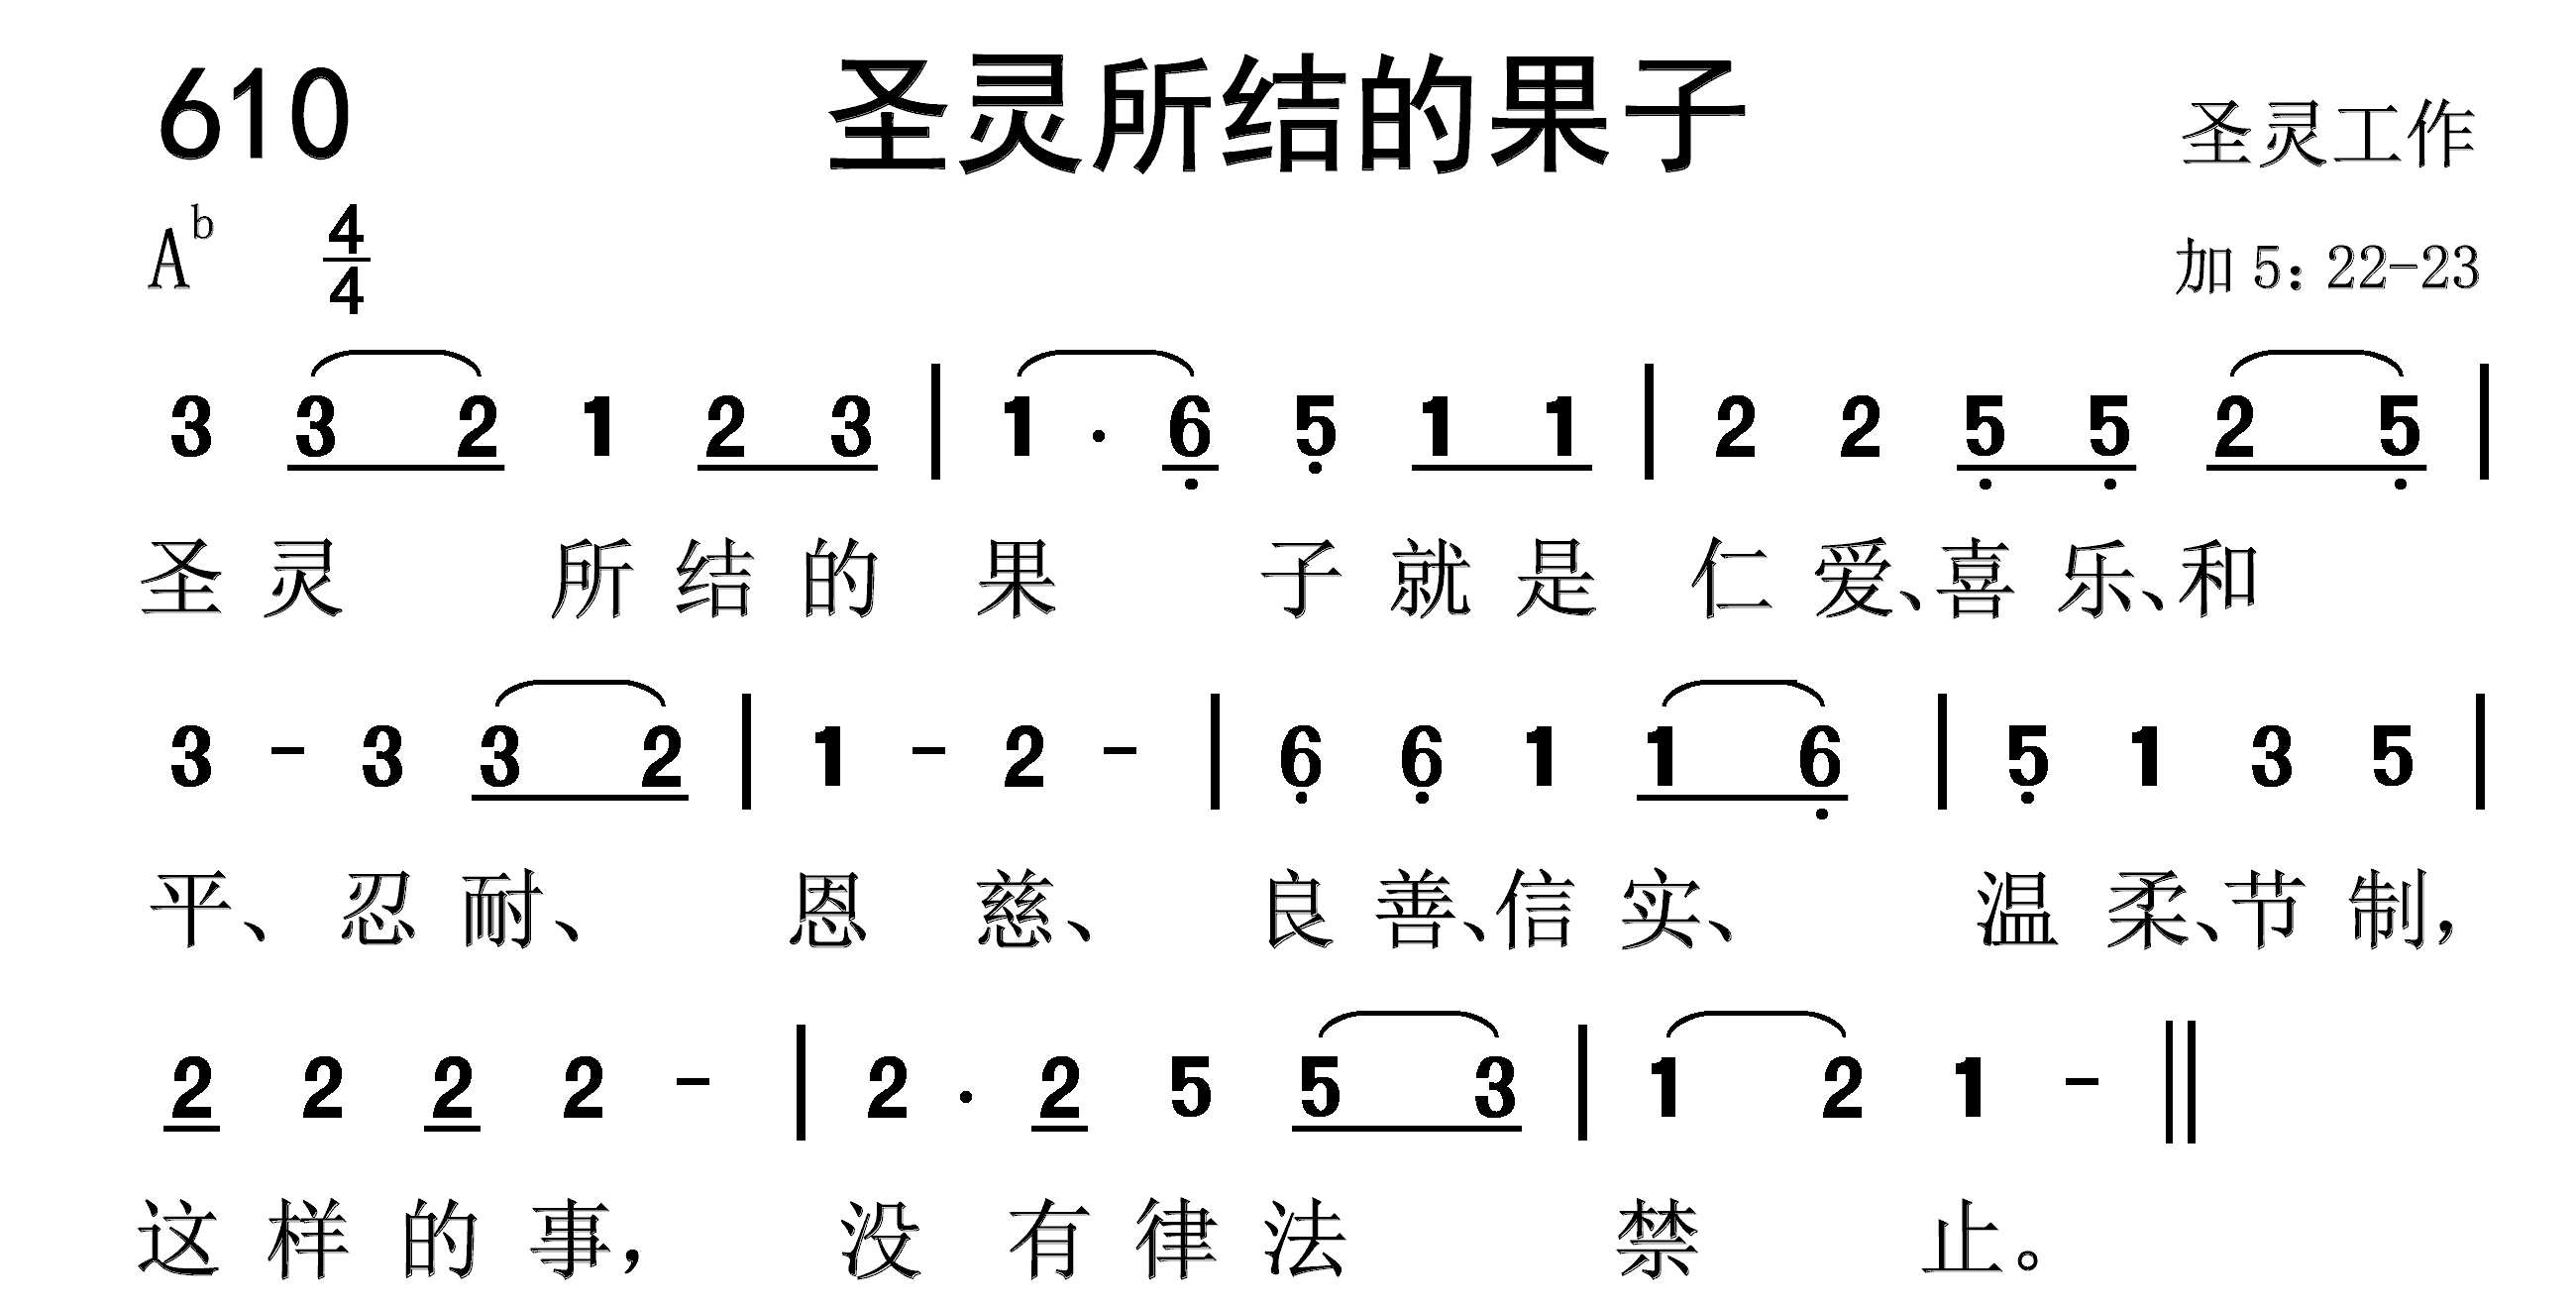 610 圣灵所结的果子 圣灵工作
A♭ 4/4 加 5：22-23
3 3 2 1 2 3 | 1 · 6̣ 5̣ 1 1 | 2 2 5̣ 5̣ 2 5̣ |
圣 灵 所 结 的 果 子 就 是 仁 爱、喜 乐、和
3 - 3 3 2 | 1 - 2 - | 6̣ 6̣ 1 1 6̣ | 5̣ 1 3 5 |
平、 忍 耐、 恩 慈、 良 善、信 实、 温 柔、节 制，
2 2 2 2 - | 2 · 2 5 5 3 | 1 2 1 - ‖
这 样 的 事， 没 有 律 法 禁 止。